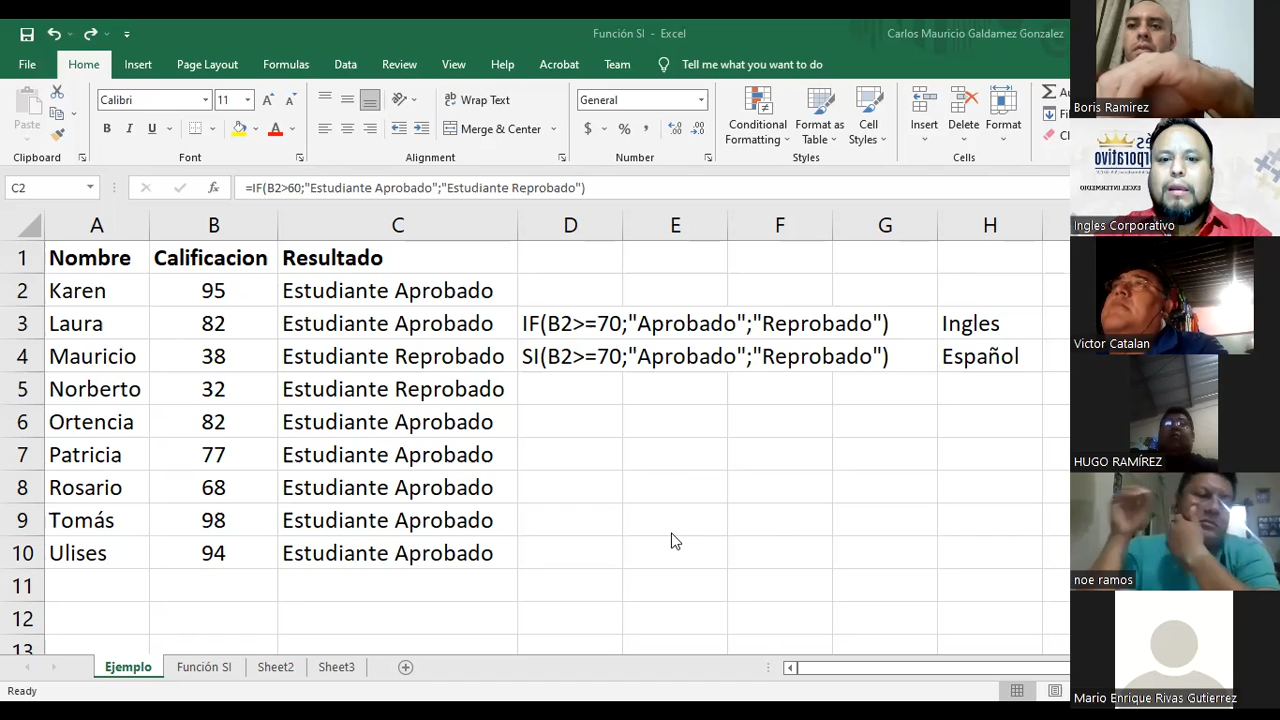 Función SI - Excel
Carlos Mauricio Galdamez Gonzalez
File Home Insert Page Layout Formulas Data Review View Help Acrobat Team Tell me what you want to do
Paste
Calibri 11
B I U
A A
Wrap Text
Merge & Center
General
$ % ,
Conditional Formatting
Format as Table
Cell Styles
Insert Delete Format
Clipboard Font Alignment Number Styles Cells
C2 fx =IF(B2>60;"Estudiante Aprobado";"Estudiante Reprobado")
A B C D E F G H
1 Nombre Calificacion Resultado
2 Karen 95 Estudiante Aprobado
3 Laura 82 Estudiante Aprobado IF(B2>=70;"Aprobado";"Reprobado") Ingles
4 Mauricio 38 Estudiante Reprobado SI(B2>=70;"Aprobado";"Reprobado") Español
5 Norberto 32 Estudiante Reprobado
6 Ortencia 82 Estudiante Aprobado
7 Patricia 77 Estudiante Aprobado
8 Rosario 68 Estudiante Aprobado
9 Tomás 98 Estudiante Aprobado
10 Ulises 94 Estudiante Aprobado
11
12
13
Ejemplo Función SI Sheet2 Sheet3
Ready
Boris Ramirez
EXCEL INTERMEDIO
Ingles Corporativo
Victor Catalan
HUGO RAMÍREZ
noe ramos
Mario Enrique Rivas Gutierrez